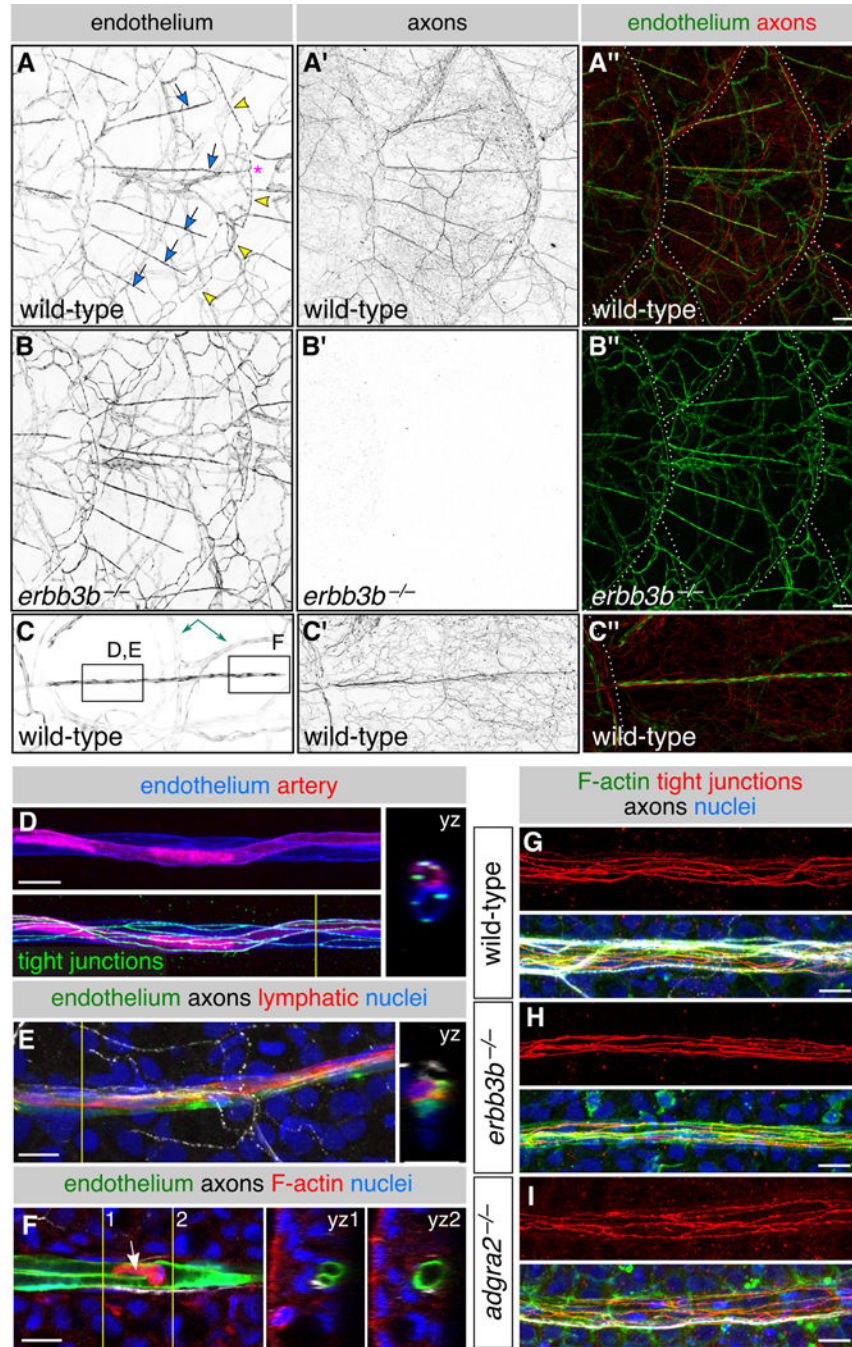 endothelium
axons
endothelium axons
A
*
wild-type
A'
wild-type
A"
wild-type
B
erbb3b−/−
B'
erbb3b−/−
B"
erbb3b−/−
C
D,E
F
wild-type
C'
wild-type
C"
wild-type
endothelium artery
D
yz
tight junctions
endothelium axons lymphatic nuclei
E
yz
endothelium axons F-actin nuclei
F
1
2
yz1
yz2
F-actin tight junctions
axons nuclei
wild-type
G
erbb3b−/−
H
adgra2−/−
I